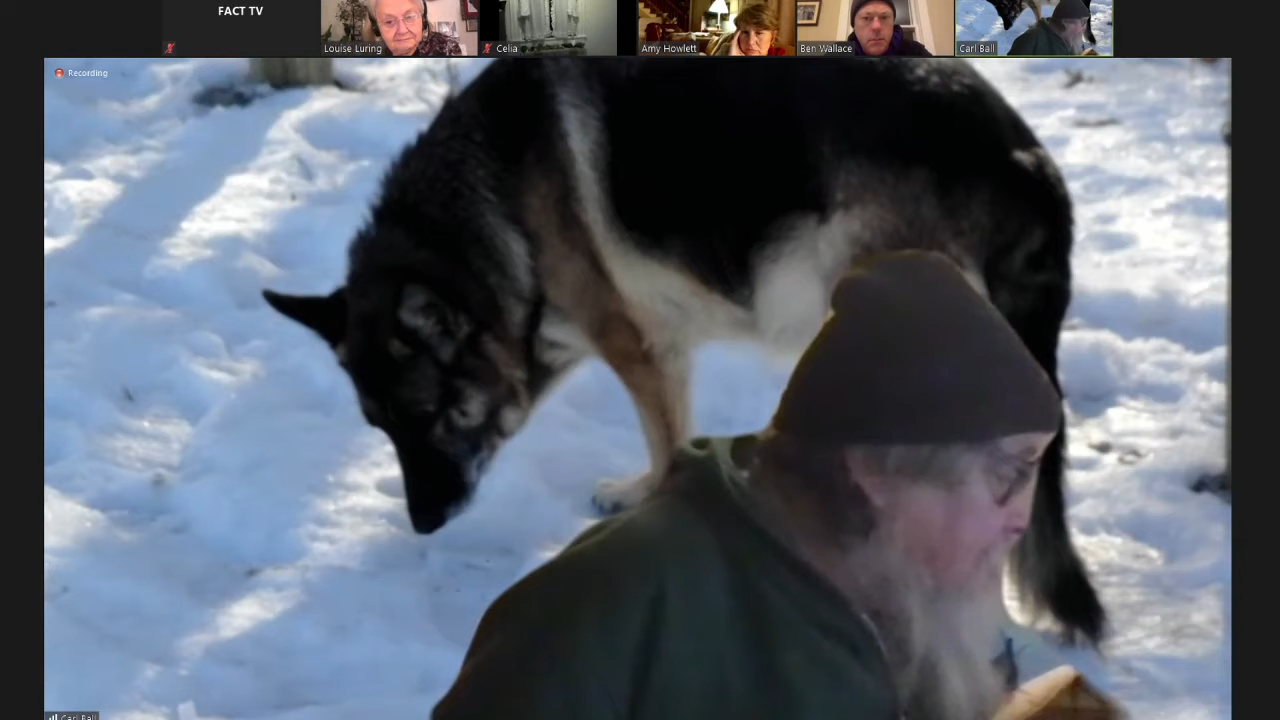 FACT TV
Louise Luring
Celia
Amy Howlett
Ben Wallace
Carl Ball
Recording
Carl Ball